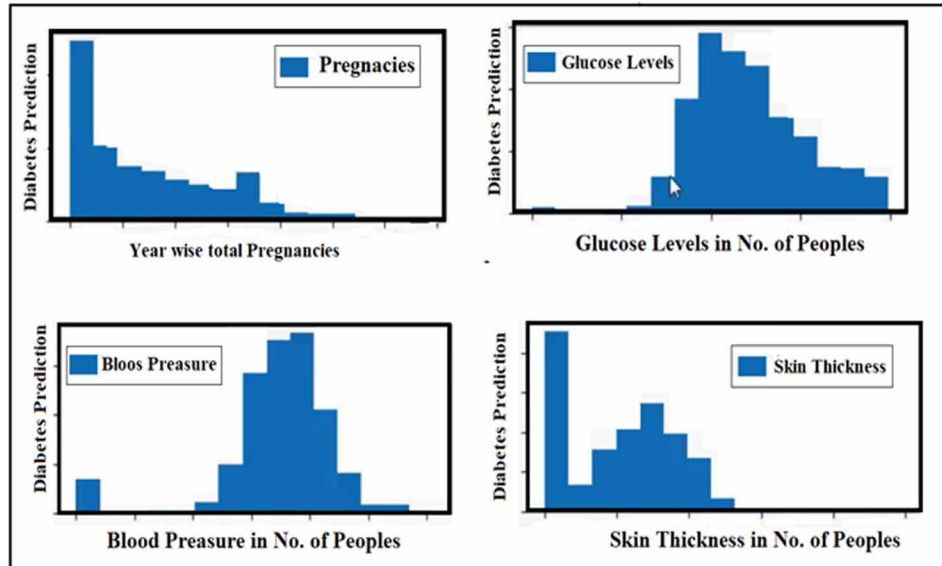 Diabetes Prediction
Pregnacies
Year wise total Pregnancies
Diabetes Prediction
Glucose Levels
Glucose Levels in No. of Peoples
Diabetes Prediction
Bloos Preasure
Blood Preasure in No. of Peoples
Diabetes Prediction
Skin Thickness
Skin Thickness in No. of Peoples